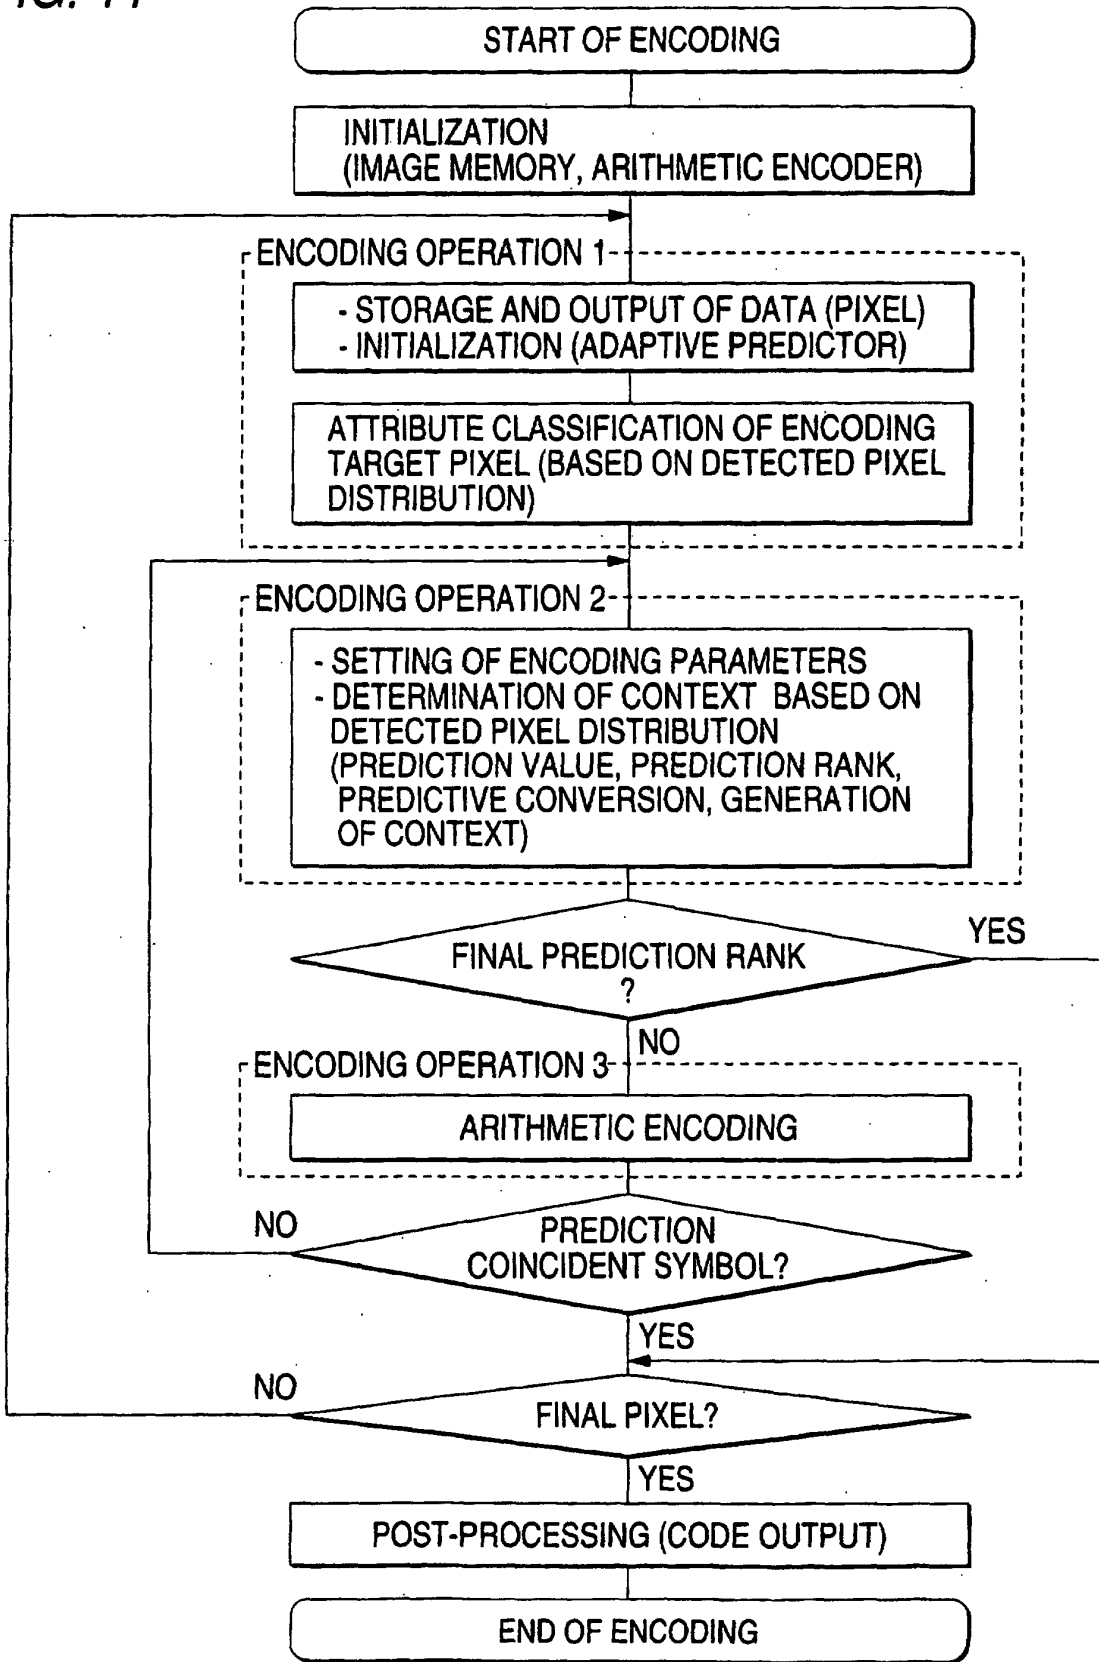 START OF ENCODING
INITIALIZATION
(IMAGE MEMORY, ARITHMETIC ENCODER)
ENCODING OPERATION 1
- STORAGE AND OUTPUT OF DATA (PIXEL)
- INITIALIZATION (ADAPTIVE PREDICTOR)
ATTRIBUTE CLASSIFICATION OF ENCODING
TARGET PIXEL (BASED ON DETECTED PIXEL
DISTRIBUTION)
ENCODING OPERATION 2
- SETTING OF ENCODING PARAMETERS
- DETERMINATION OF CONTEXT BASED ON
DETECTED PIXEL DISTRIBUTION
(PREDICTION VALUE, PREDICTION RANK,
PREDICTIVE CONVERSION, GENERATION
OF CONTEXT)
FINAL PREDICTION RANK
?
YES
NO
ENCODING OPERATION 3
ARITHMETIC ENCODING
PREDICTION
COINCIDENT SYMBOL?
NO
YES
FINAL PIXEL?
NO
YES
POST-PROCESSING (CODE OUTPUT)
END OF ENCODING